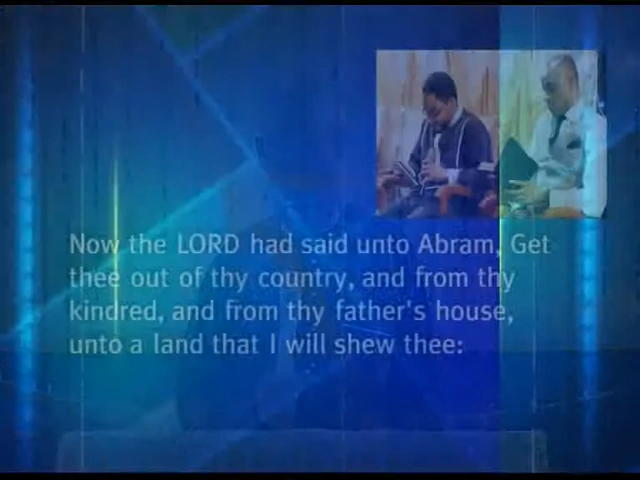 Now the LORD had said unto Abram, Get
thee out of thy country, and from thy
kindred, and from thy father's house,
unto a land that I will shew thee: